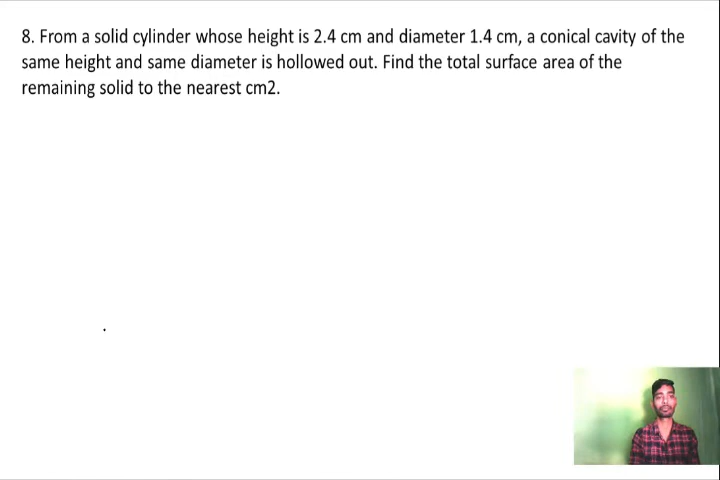 8. From a solid cylinder whose height is 2.4 cm and diameter 1.4 cm, a conical cavity of the
same height and same diameter is hollowed out. Find the total surface area of the
remaining solid to the nearest cm2.